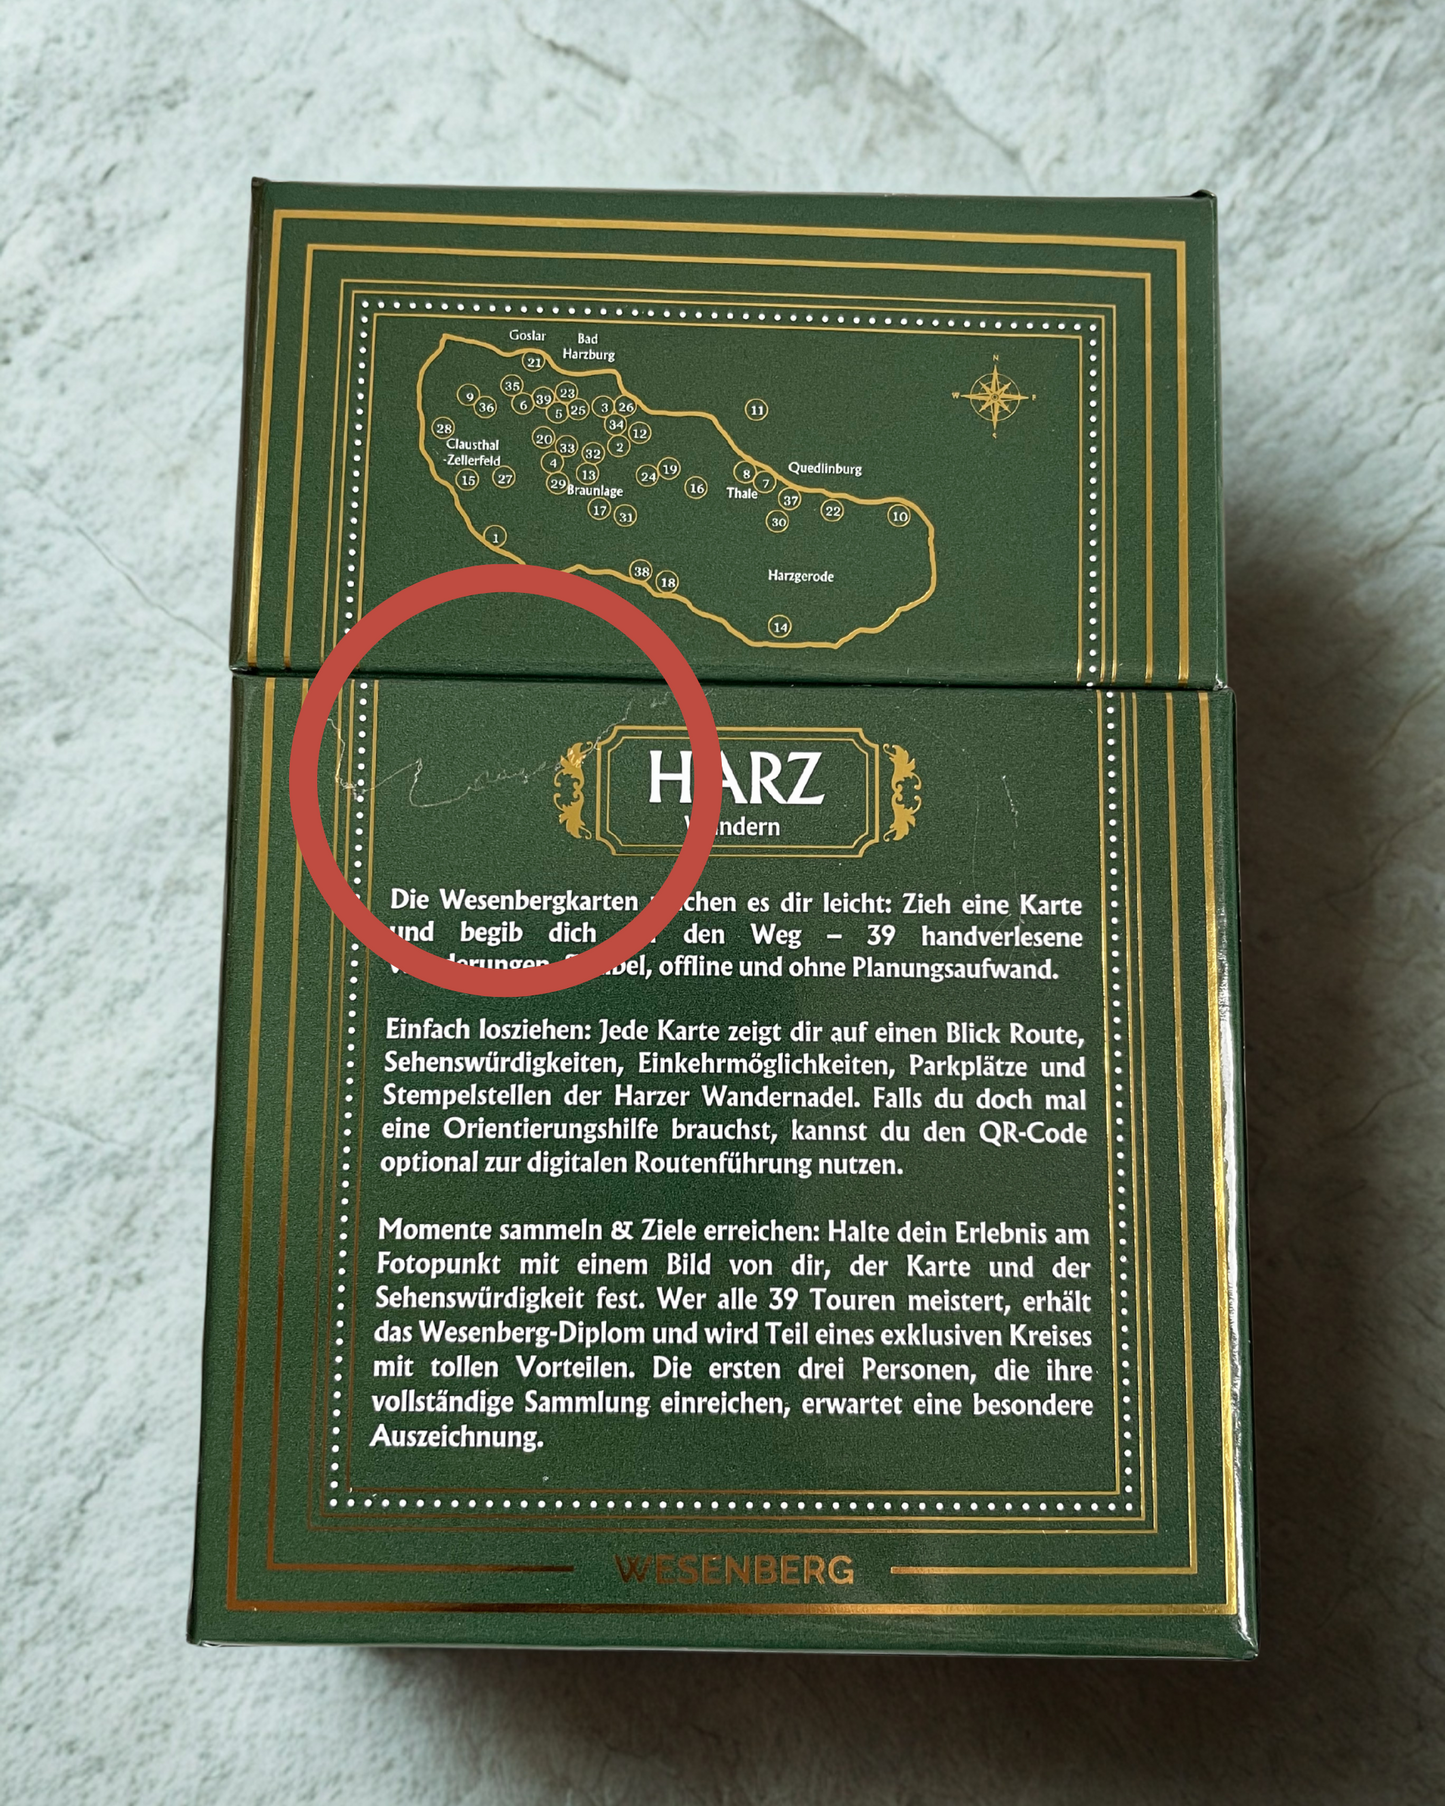 Goslar
Bad
Harzburg
21
35
9
36
6
39
23
5
25
3
26
11
28
34
12
Clausthal
-Zellerfeld
20
33
32
2
4
13
15
27
29
Braunlage
24
19
16
8
7
Quedlinburg
Thale
37
17
31
30
22
10
1
38
18
Harzgerode
14
N
W
HARZ
Die Wesenbergkarten es dir leicht: Zieh eine Karte
und begib dich den Weg – 39 handverlesene
offline und ohne Planungsaufwand.
Einfach losziehen: Jede Karte zeigt dir auf einen Blick Route,
Sehenswürdigkeiten, Einkehrmöglichkeiten, Parkplätze und
Stempelstellen der Harzer Wandernadel. Falls du doch mal
eine Orientierungshilfe brauchst, kannst du den QR-Code
optional zur digitalen Routenführung nutzen.
Momente sammeln & Ziele erreichen: Halte dein Erlebnis am
Fotopunkt mit einem Bild von dir, der Karte und der
Sehenswürdigkeit fest. Wer alle 39 Touren meistert, erhält
das Wesenberg-Diplom und wird Teil eines exklusiven Kreises
mit tollen Vorteilen. Die ersten drei Personen, die ihre
vollständige Sammlung einreichen, erwartet eine besondere
Auszeichnung.
WESENBERG